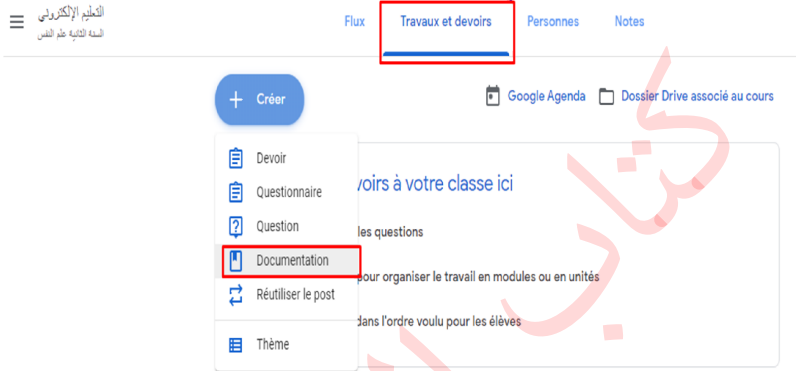 التعليم الإلكتروني
السنة الثانية علم النفس
Flux Travaux et devoirs Personnes Notes
+ Créer
Google Agenda Dossier Drive associé au cours
Devoir
voirs à votre classe ici
Questionnaire
Question
les questions
Documentation
pour organiser le travail en modules ou en unités
Réutiliser le post
dans l'ordre voulu pour les élèves
Thème
كتاب